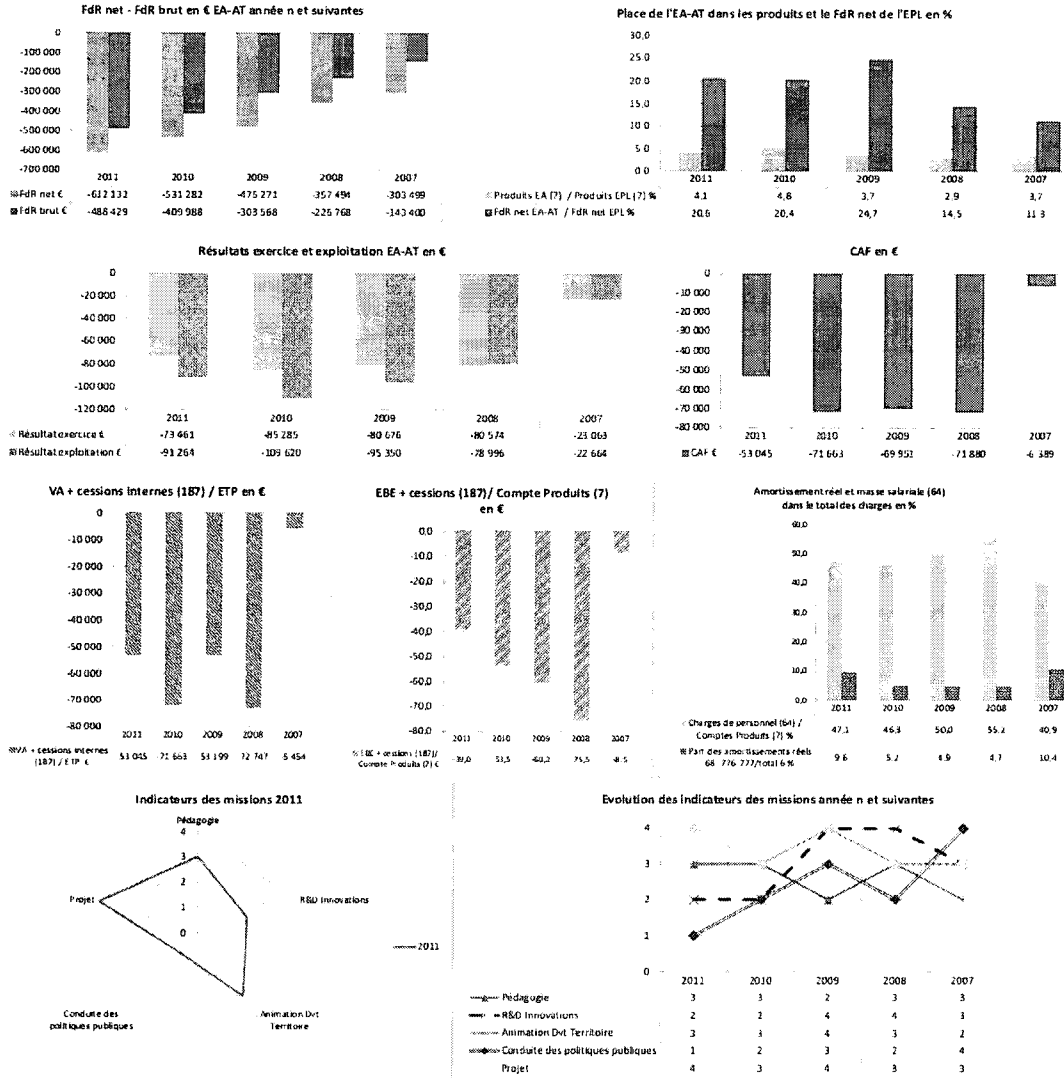 FdR net - FdR brut en € EA-AT année n et suivantes
0
-100 000
-200 000
-300 000
-400 000
-500 000
-600 000
-700 000
2011 2010 2009 2008 2007
FdR net € -612 132 -531 282 -475 271 -357 494 -303 499
FdR brut € -488 429 -409 988 -303 568 -226 768 -143 400
Place de l'EA-AT dans les produits et le FdR net de l'EPL en %
30,0
25,0
20,0
15,0
10,0
5,0
0,0
2011 2010 2009 2008 2007
Produits EA (7) / Produits EPL (7) % 4,1 4,8 3,7 2,9 3,7
FdR net EA-AT / FdR net EPL % 20,6 20,4 24,7 14,5 11,3
Résultats exercice et exploitation EA-AT en €
0
-20 000
-40 000
-60 000
-80 000
-100 000
-120 000
2011 2010 2009 2008 2007
Résultat exercice € -73 461 -85 285 -80 676 -80 574 -23 063
Résultat exploitation € -91 264 -109 620 -95 350 -78 996 -22 664
CAF en €
0
-10 000
-20 000
-30 000
-40 000
-50 000
-60 000
-70 000
-80 000
2011 2010 2009 2008 2007
CAF € -53 045 -71 663 -69 951 -71 880 -6 389
VA + cessions internes (187) / ETP en €
0
-10 000
-20 000
-30 000
-40 000
-50 000
-60 000
-70 000
-80 000
2011 2010 2009 2008 2007
VA + cessions internes (187) / ETP € 53 045 -71 663 53 199 72 747 5 454
EBE + cessions (187)/ Compte Produits (7)
en €
0,0
-10,0
-20,0
-30,0
-40,0
-50,0
-60,0
-70,0
-80,0
2011 2010 2009 2008 2007
EBE + cessions (187)/ Compte Produits (7) € -39,0 53,5 -60,2 75,5 -8,5
Amortissement réel et masse salariale (64)
dans le total des charges en %
60,0
50,0
40,0
30,0
20,0
10,0
0,0
2011 2010 2009 2008 2007
Charges de personnel (64) / Comptes Produits (7) % 47,1 46,3 50,0 55,2 40,9
Part des amortissements réels 68 776 777/total 6 % 9,6 5,2 4,9 4,7 10,4
Indicateurs des missions 2011
Pédagogie
4
3
2
1
0
Projet
R&D Innovations
2011
Conduite des
politiques publiques
Animation Dvt
Territoire
Evolution des indicateurs des missions année n et suivantes
4
3
2
1
0
2011 2010 2009 2008 2007
Pédagogie 3 3 2 3 3
R&D Innovations 2 2 4 4 3
Animation Dvt Territoire 3 3 4 3 2
Conduite des politiques publiques 1 2 3 2 4
Projet 4 3 4 3 3